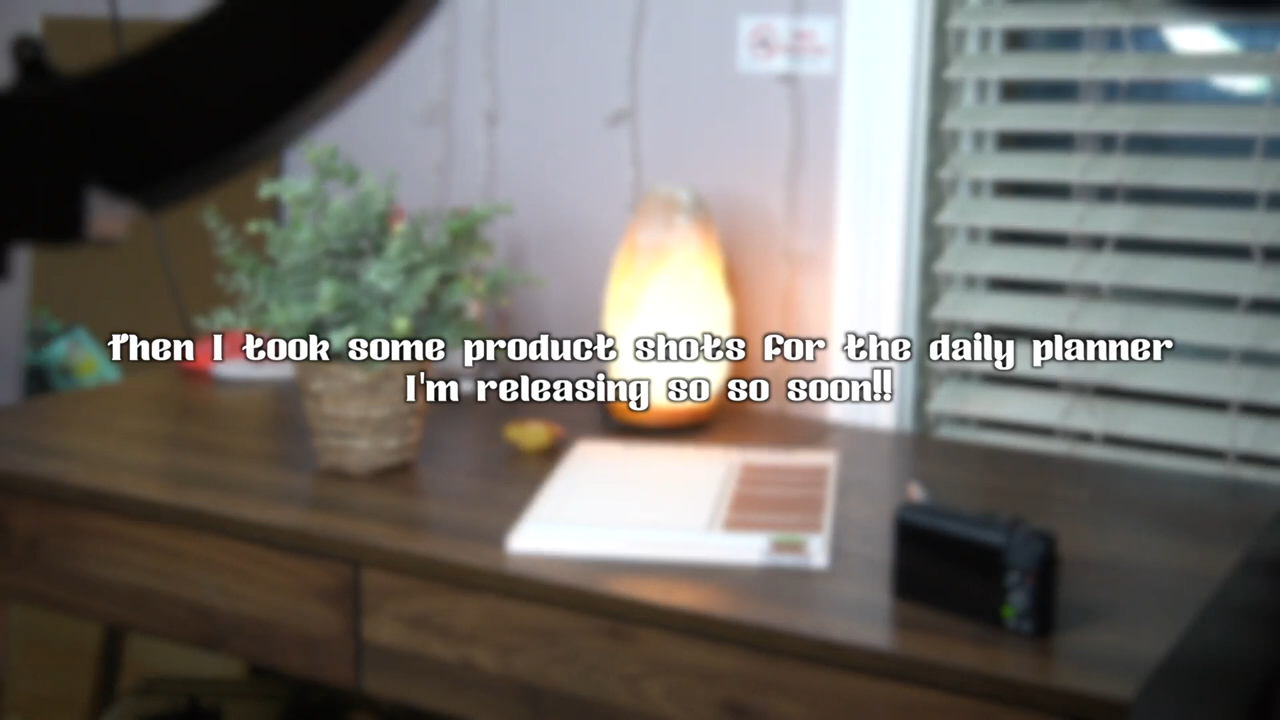 Then I took some product shots for the daily planner
I'm releasing so so soon!!